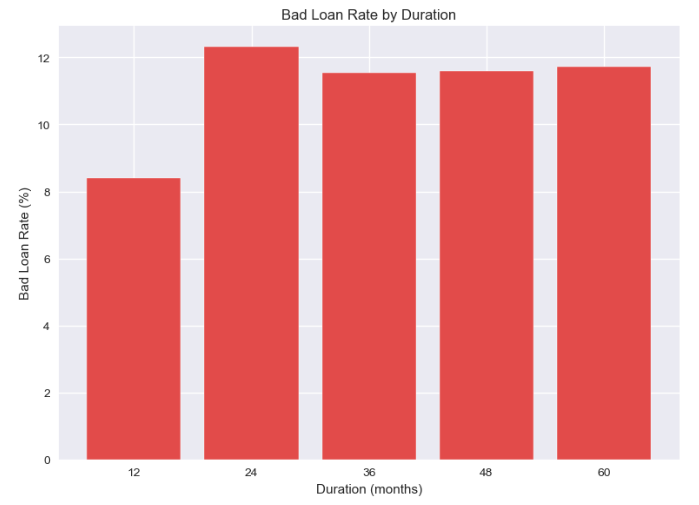 Bad Loan Rate by Duration
Bad Loan Rate (%)
12
10
8
6
4
2
0
12 24 36 48 60
Duration (months)